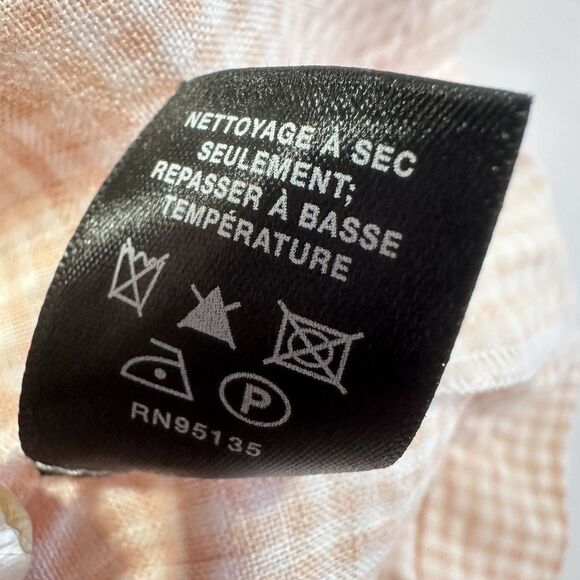 NETTOYAGE À SEC
SEULEMENT;
REPASSER À BASSE
TEMPÉRATURE
P
RN95135